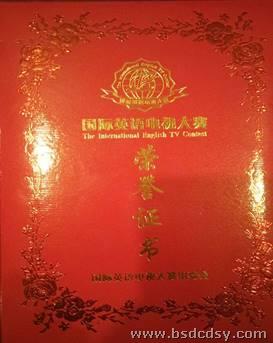 国际英语电视大赛
The International English TV Contest
荣
誉
证
书
国际英语电视大赛组委会
www.bsdcdsy.com